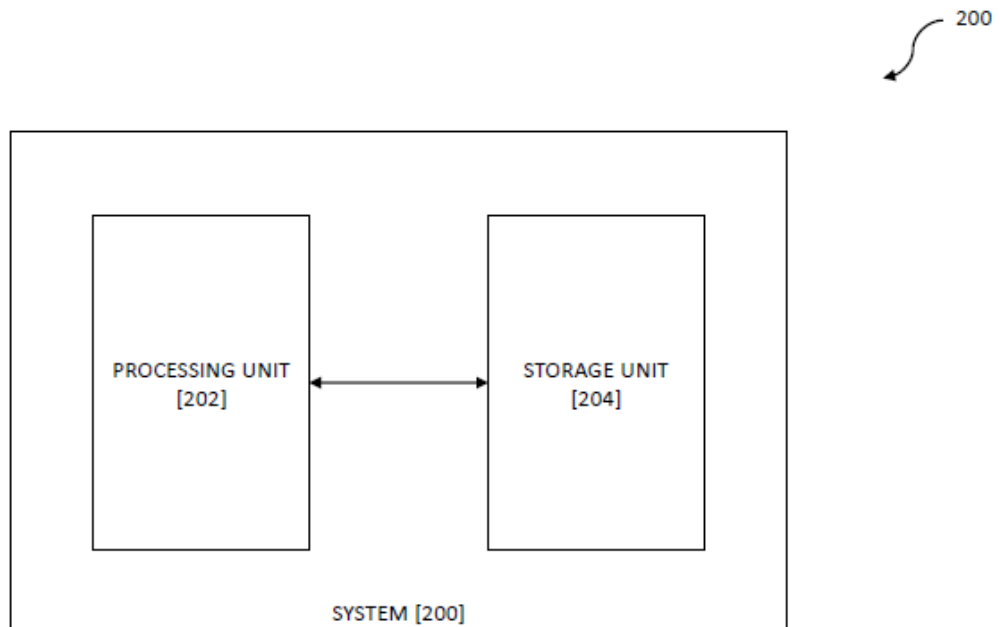 200
PROCESSING UNIT
[202]
STORAGE UNIT
[204]
SYSTEM [200]